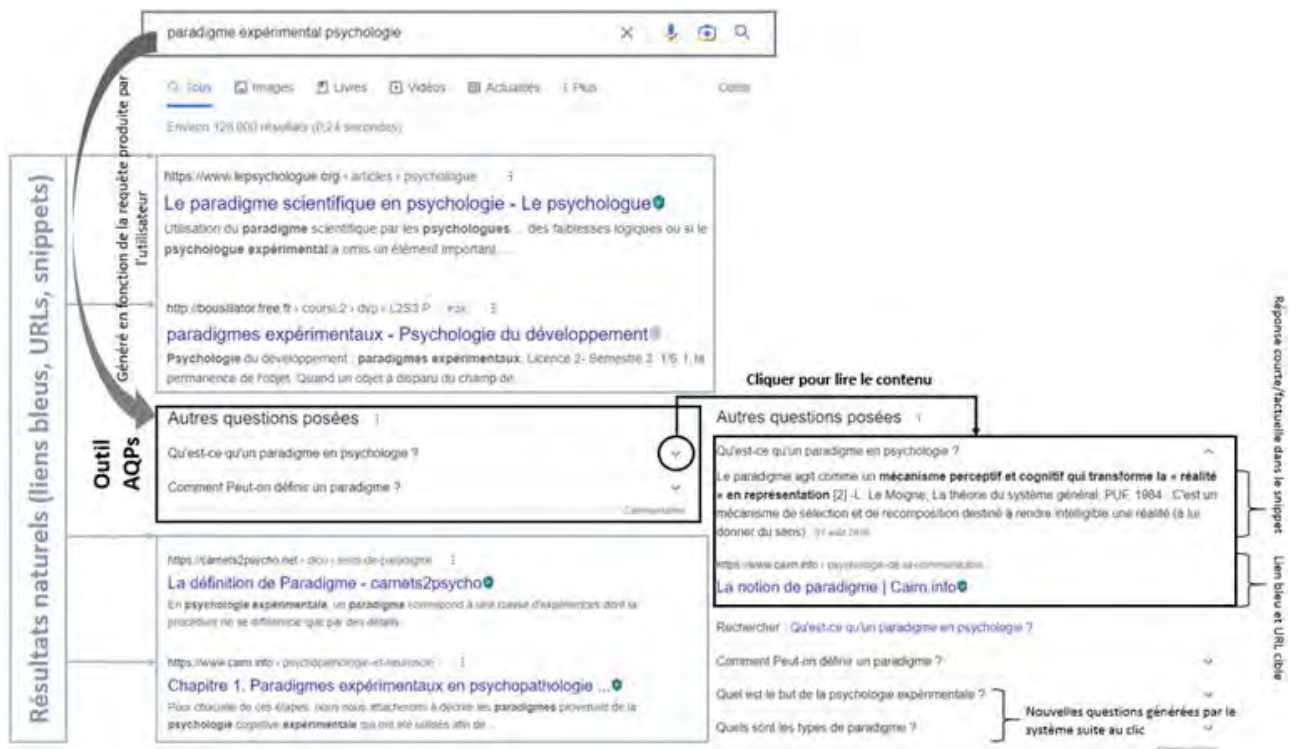 paradigme expérimental psychologie
Tous Images Livres Vidéos Actualités Plus
Environ 128 000 résultats (0,24 secondes)
Résultats naturels (liens bleus, URLs, snippets)
Généré en fonction de la requête produite par
l'utilisateur
https://www.lepsychologue.org › articles › psychologue
Le paradigme scientifique en psychologie - Le psychologue
Utilisation du paradigme scientifique par les psychologues ... des faiblesses logiques ou si le
psychologue expérimental a omis un élément important ...
http://bousillator.free.fr › cours › dvp › L2S3 P
paradigmes expérimentaux - Psychologie du développement
Psychologie du développement : paradigmes expérimentaux. Licence 2- Semestre 3. 1/6. I. la
permanence de l'objet. Quand un objet a disparu du champ de ...
Outil
AQPs
Autres questions posées
Qu'est-ce qu'un paradigme en psychologie ?
Comment Peut-on définir un paradigme ?
Commentaires
https://carnets2psycho.net › dico › sens-de-paradigme
La définition de Paradigme - carnets2psycho
En psychologie expérimentale, un paradigme correspond à une classe d'expériences dont la
procédure ne se différencie que par des détails.
https://www.cairn.info › psychopathologie-et-neuroscie
Chapitre 1. Paradigmes expérimentaux en psychopathologie ...
Pour chacune de ces étapes, nous nous attacherons à décrire les paradigmes provenant de la
psychologie cognitive expérimentale qui ont été utilisés afin de ...
Cliquer pour lire le contenu
Autres questions posées
Qu'est-ce qu'un paradigme en psychologie ?
Le paradigme agit comme un mécanisme perceptif et cognitif qui transforme la « réalité
» en représentation [2] -L. Le Moigne, La théorie du système général, PUF, 1984.. C'est un
mécanisme de sélection et de recomposition destiné à rendre intelligible une réalité (à lui
donner du sens).
https://www.cairn.info › psychologie-de-la-communicatio
La notion de paradigme | Cairn.info
Rechercher : Qu'est-ce qu'un paradigme en psychologie ?
Comment Peut-on définir un paradigme ?
Quel est le but de la psychologie expérimentale ?
Quels sont les types de paradigme ?
Nouvelles questions générées par le
système suite au clic
Réponse courte/factuelle dans le snippet
Lien bleu et URL cible